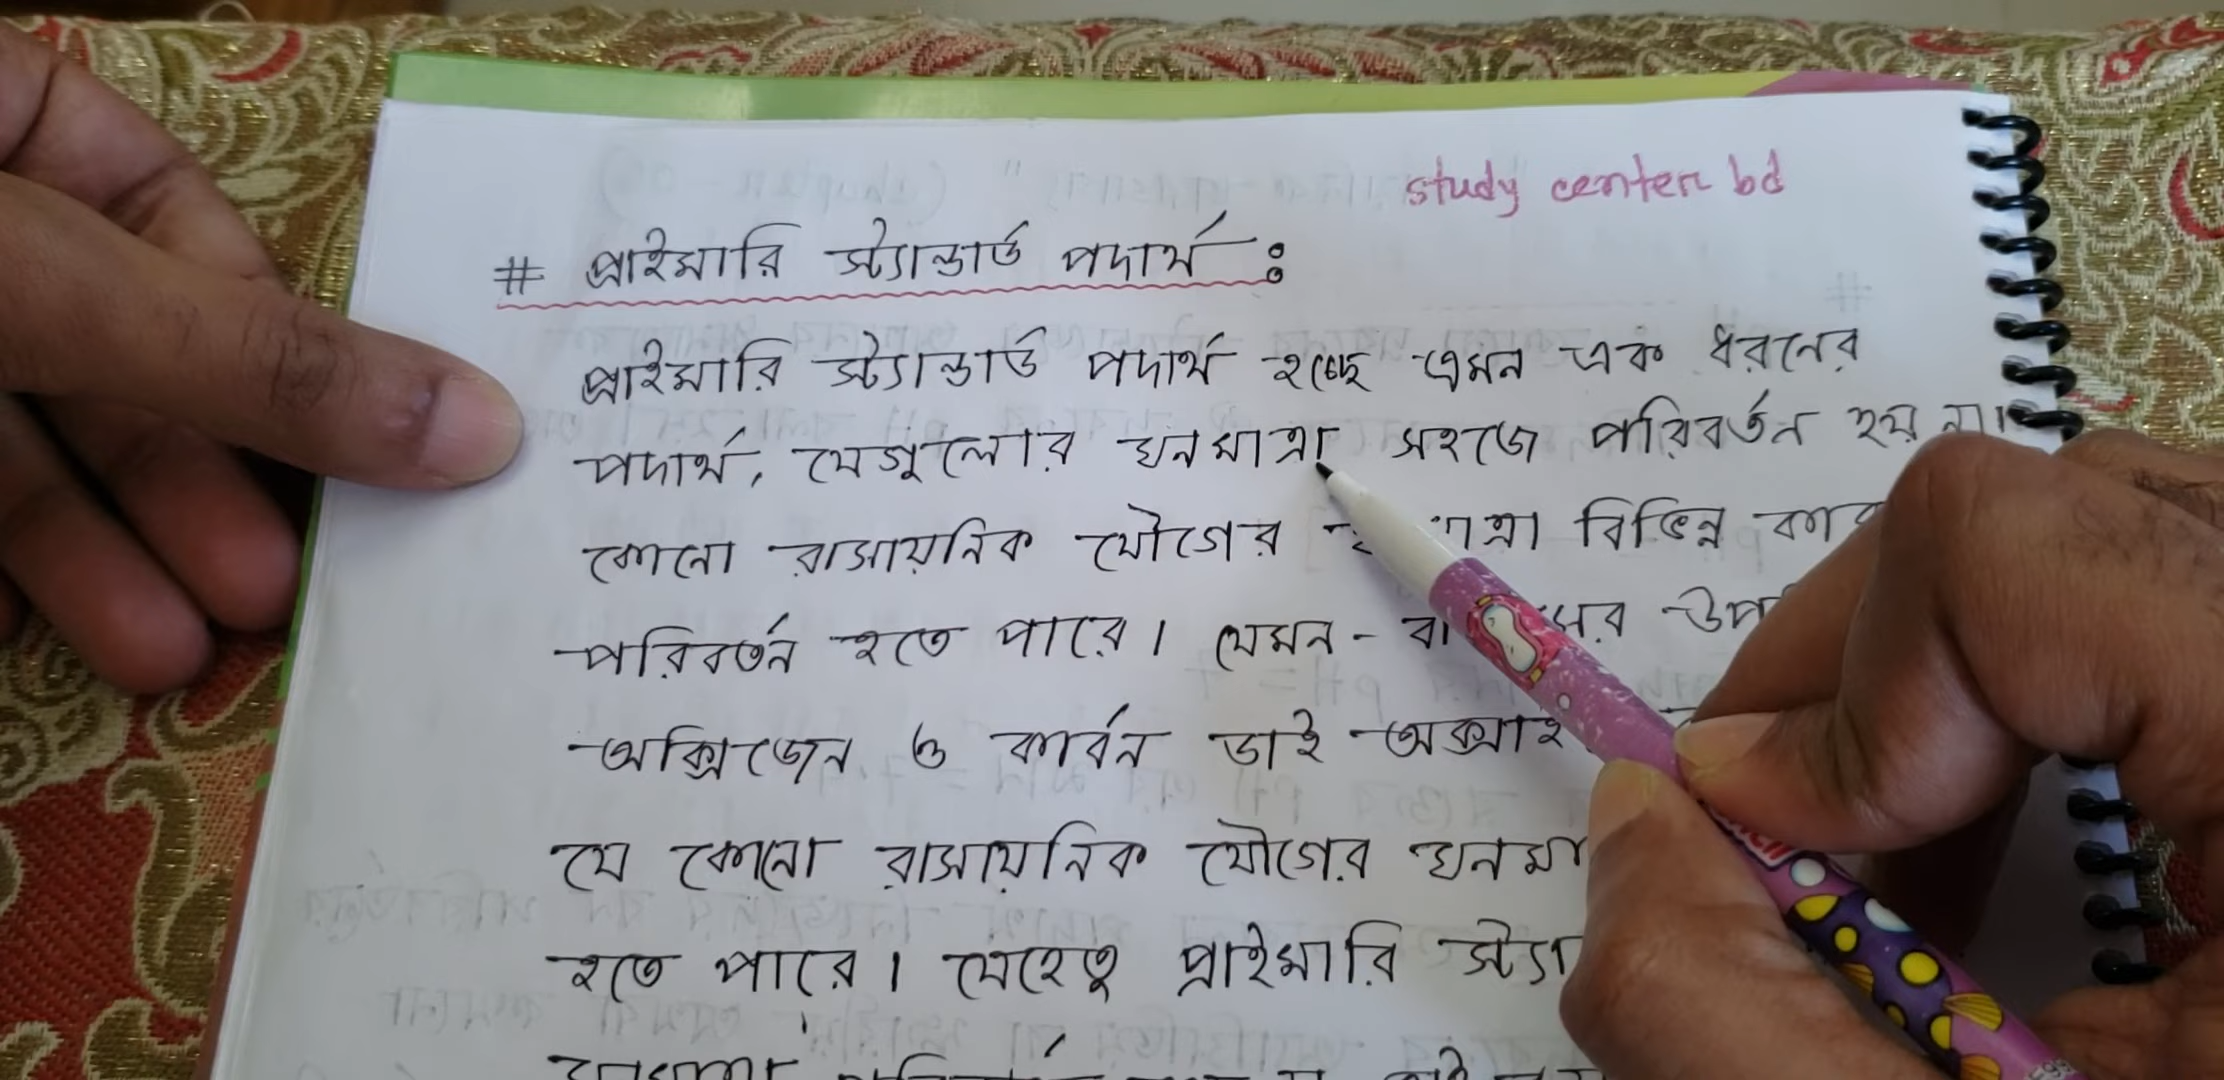 study center bd
# প্রাইমারি স্ট্যান্ডার্ড পদার্থ :
প্রাইমারি স্ট্যান্ডার্ড পদার্থ হচ্ছে এমন এক ধরনের
পদার্থ, যেগুলোর ঘনমাত্রা সহজে পরিবর্তন হয় না।
কোনো রাসায়নিক যৌগের বিভিন্ন
পরিবর্তন হতে পারে। যেমন-
অক্সিজেন ও কার্বন ডাই অক্সাই
যে কোনো রাসায়নিক যৌগের ঘনমা
হতে পারে। যেহেতু প্রাইমারি স্ট্যা